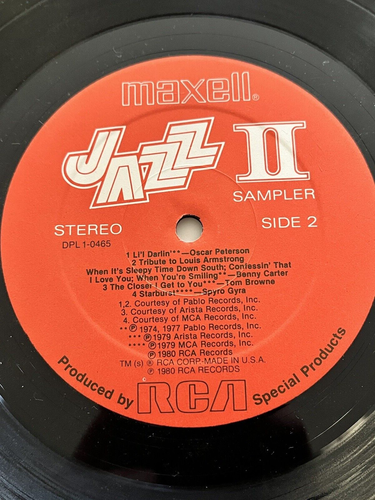 maxell®
JAZZ II
SAMPLER
STEREO
SIDE 2
DPL 1-0465
1 Li'l Darlin'**—Oscar Peterson
2 Tribute to Louis Armstrong
When It's Sleepy Time Down South; Confessin' That
I Love You; When You're Smiling**—Benny Carter
3 The Closer I Get to You***—Tom Browne
4 Starburst****—Spyro Gyra
1,2. Courtesy of Pablo Records, Inc.
3. Courtesy of Arista Records, Inc.
4. Courtesy of MCA Records, Inc.
** ℗ 1974, 1977 Pablo Records, Inc.
*** ℗ 1979 Arista Records, Inc.
**** ℗ 1979 MCA Records, Inc.
℗ 1980 RCA Records
TM (s) ® RCA CORP-MADE IN U.S.A.
℗ 1980 RCA Records
Produced by RCA Special Products